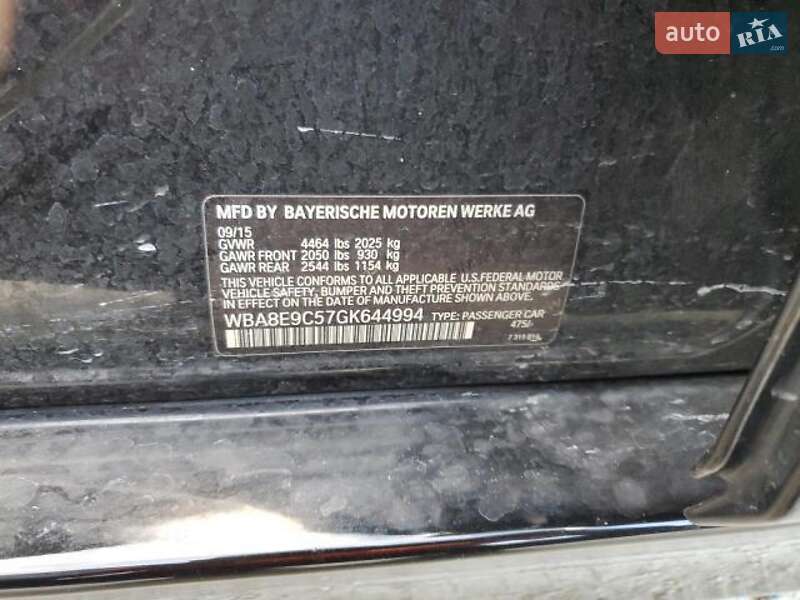 auto RIA
.com
MFD BY BAYERISCHE MOTOREN WERKE AG
09/15
GVWR 4464 lbs 2025 kg
GAWR FRONT 2050 lbs 930 kg
GAWR REAR 2544 lbs 1154 kg
THIS VEHICLE CONFORMS TO ALL APPLICABLE U.S.FEDERAL MOTOR
VEHICLE SAFETY, BUMPER AND THEFT PREVENTION STANDARDS
IN EFFECT ON THE DATE OF MANUFACTURE SHOWN ABOVE.
WBA8E9C57GK644994 TYPE: PASSENGER CAR
475/-